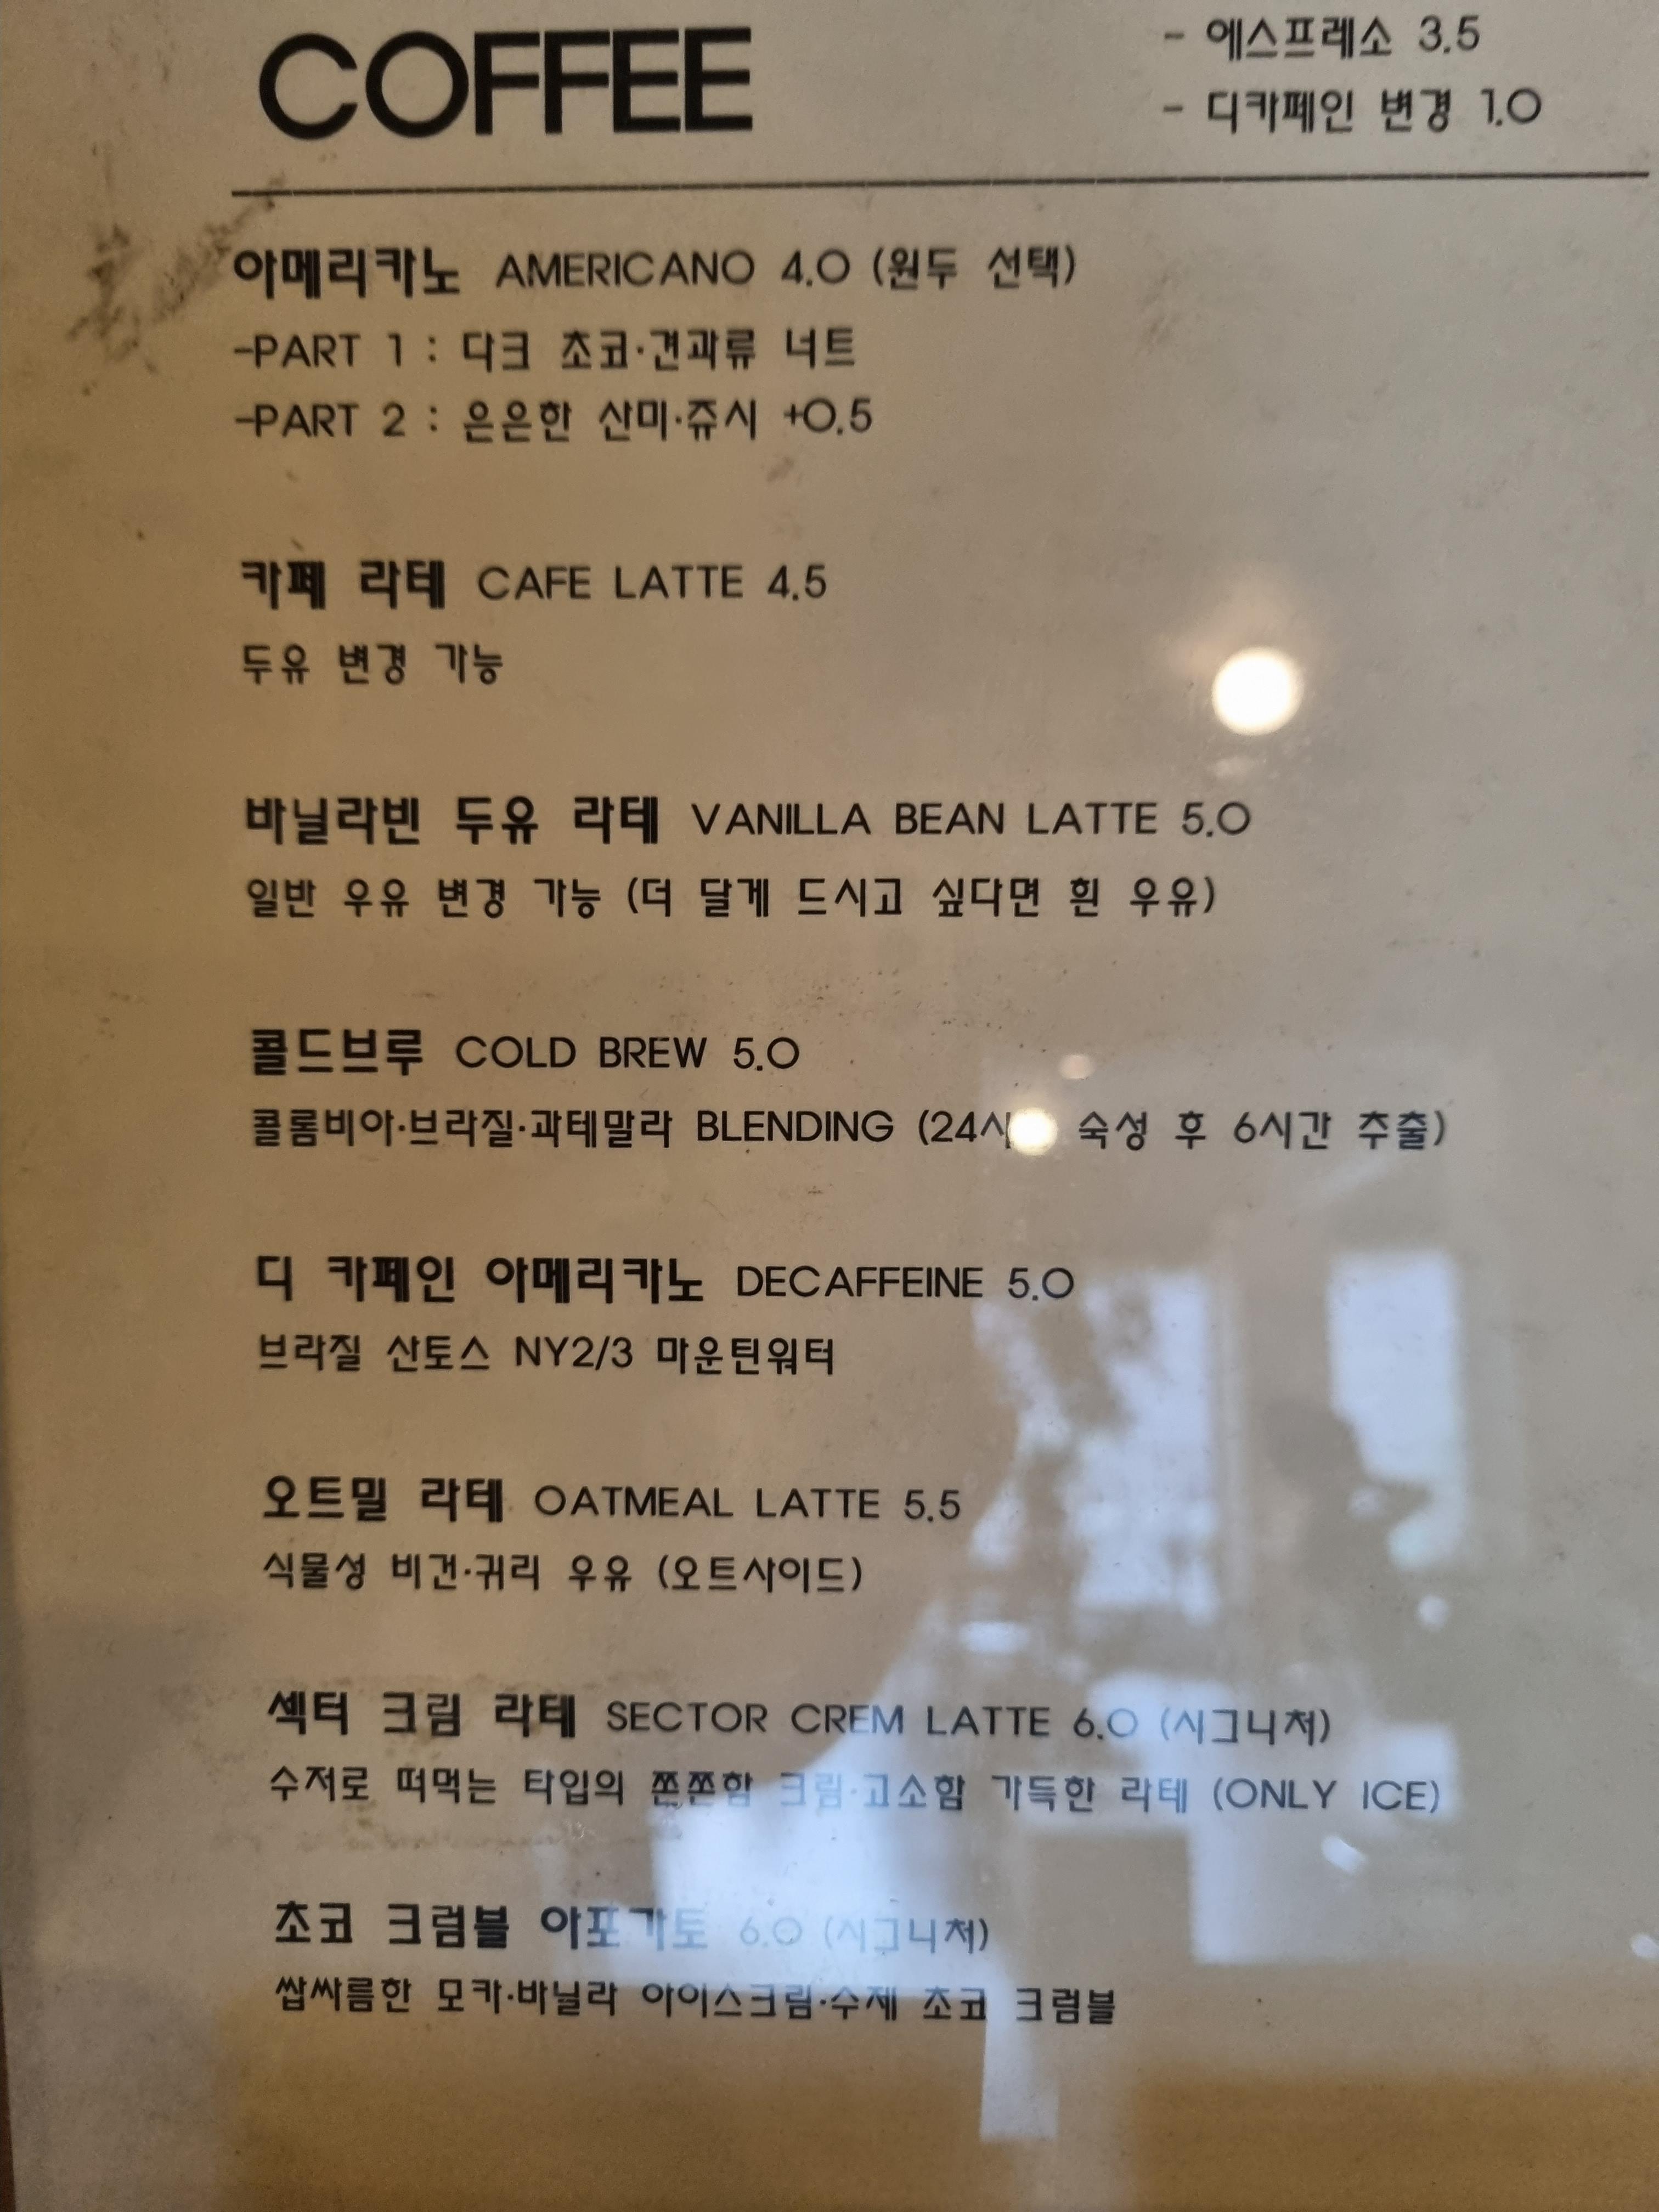 COFFEE
- 에스프레소 3.5
- 디카페인 변경 1.0
아메리카노 AMERICANO 4.0 (원두 선택)
-PART 1 : 다크 초코·견과류 너트
-PART 2 : 은은한 산미·쥬시 +0.5
카페 라테 CAFE LATTE 4.5
두유 변경 가능
바닐라빈 두유 라테 VANILLA BEAN LATTE 5.0
일반 우유 변경 가능 (더 달게 드시고 싶다면 흰 우유)
콜드브루 COLD BREW 5.0
콜롬비아·브라질·과테말라 BLENDING 숙성 후 6시간 추출)
디 카페인 아메리카노 DECAFFEINE 5.0
브라질 산토스 NY2/3 마운틴워터
오트밀 라테 OATMEAL LATTE 5.5
식물성 비건·귀리 우유 (오트사이드)
섹터 크림 라테 SECTOR CREM LATTE 6.0 (시그니처)
수저로 떠먹는 타입의 쫀쫀함 크림·고소함 가득한 라테 (ONLY ICE)
초코 크럼블 아포가토 6.0 (시그니처)
쌉싸름한 모카·바닐라 아이스크림·수제 초코 크럼블